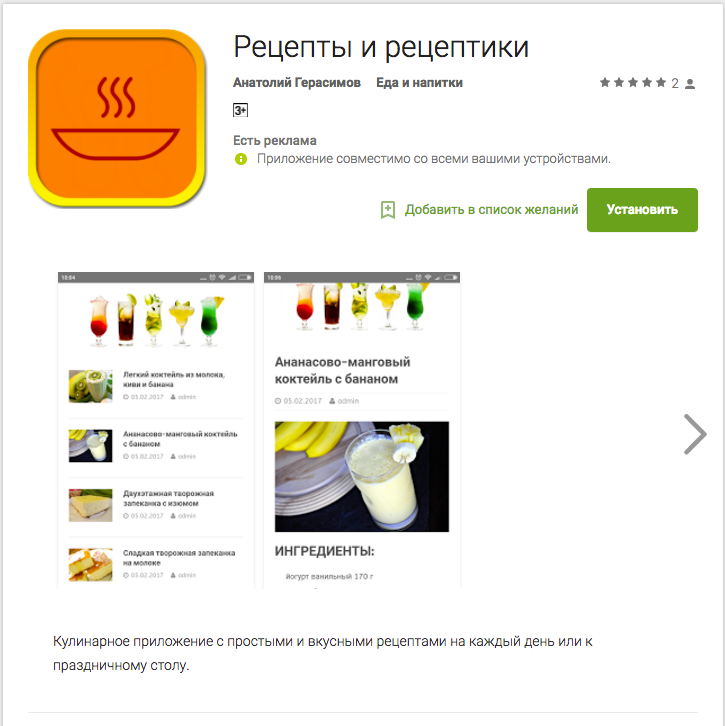 Рецепты и рецептики
Анатолий Герасимов Еда и напитки 2
3+
Есть реклама
Приложение совместимо со всеми вашими устройствами.
Добавить в список желаний Установить
18:04
Легкий коктейль из молока,
киви и банана
05.02.2017 admin
Ананасово-манговый коктейль
с бананом
05.02.2017 admin
Двухэтажная творожная
запеканка с изюмом
05.02.2017 admin
Сладкая творожная запеканка
на молоке
05.02.2017 admin
18:06
Ананасово-манговый
коктейль с бананом
05.02.2017 admin
ИНГРЕДИЕНТЫ:
йогурт ванильный 170 г
Кулинарное приложение с простыми и вкусными рецептами на каждый день или к
праздничному столу.